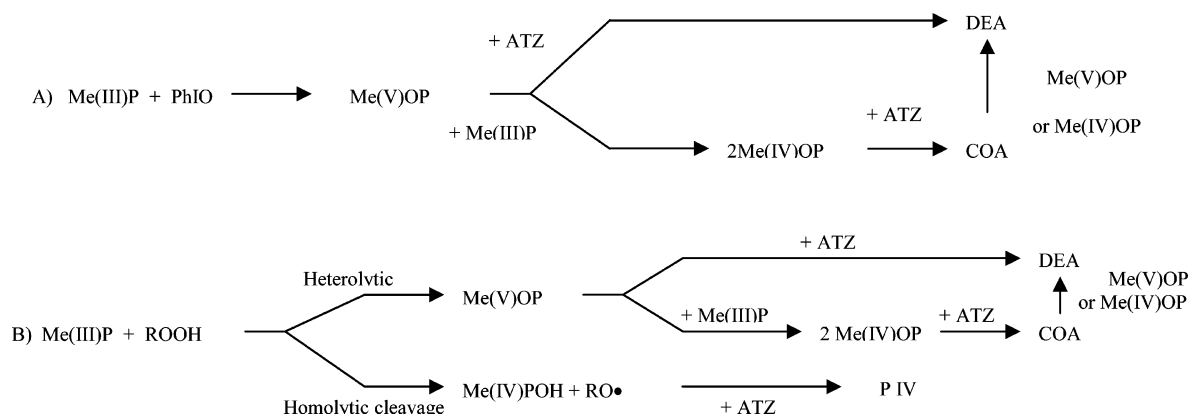 DEA
+ ATZ
Me(V)OP
A) Me(III)P + PhIO
Me(V)OP
+ ATZ
+ Me(III)P
or Me(IV)OP
2Me(IV)OP
COA
+ ATZ
DEA
Heterolytic
Me(V)OP
Me(V)OP
or Me(IV)OP
+ Me(III)P
+ ATZ
B) Me(III)P + ROOH
2 Me(IV)OP
COA
Me(IV)POH + RO●
P IV
+ ATZ
Homolytic cleavage